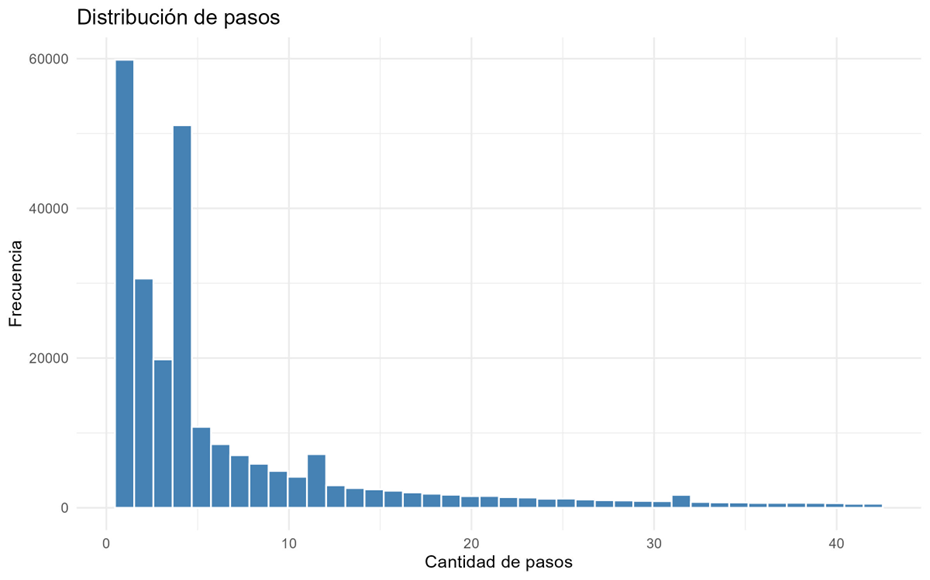 Distribución de pasos
60000
40000
20000
0
Frecuencia
0 10 20 30 40
Cantidad de pasos